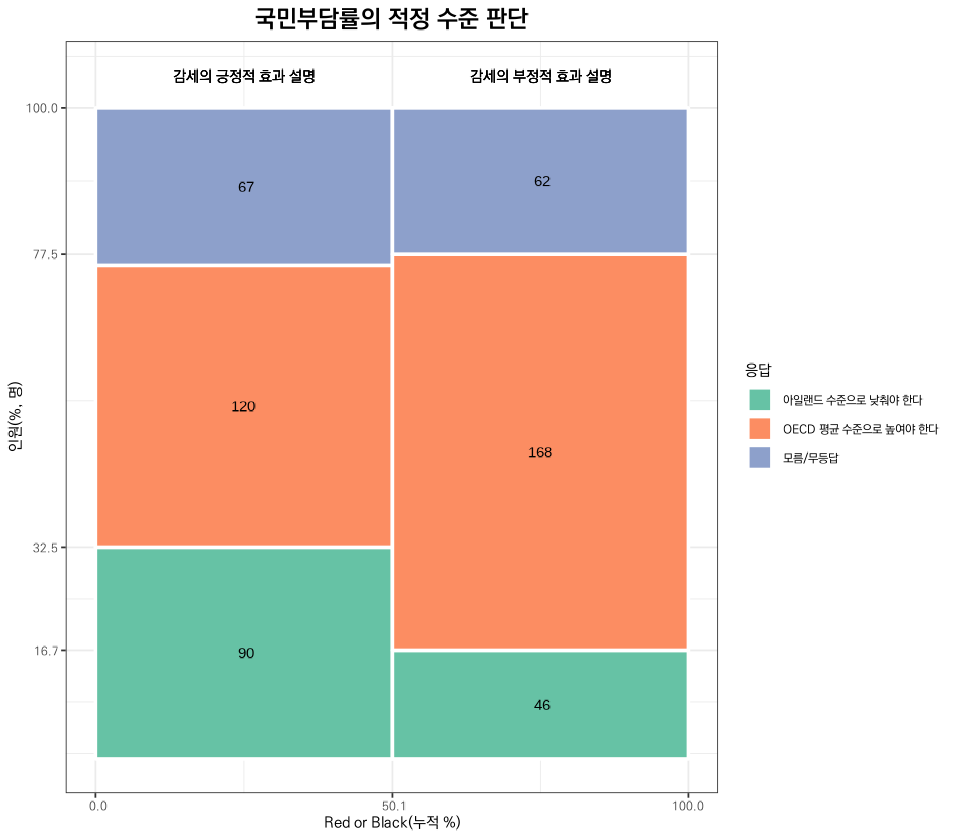 국민부담률의 적정 수준 판단
감세의 긍정적 효과 설명
감세의 부정적 효과 설명
100.0
77.5
32.5
16.7
인원(%, 명)
67
62
120
168
90
46
0.0
50.1
100.0
Red or Black(누적 %)
응답
아일랜드 수준으로 낮춰야 한다
OECD 평균 수준으로 높여야 한다
모름/무등답